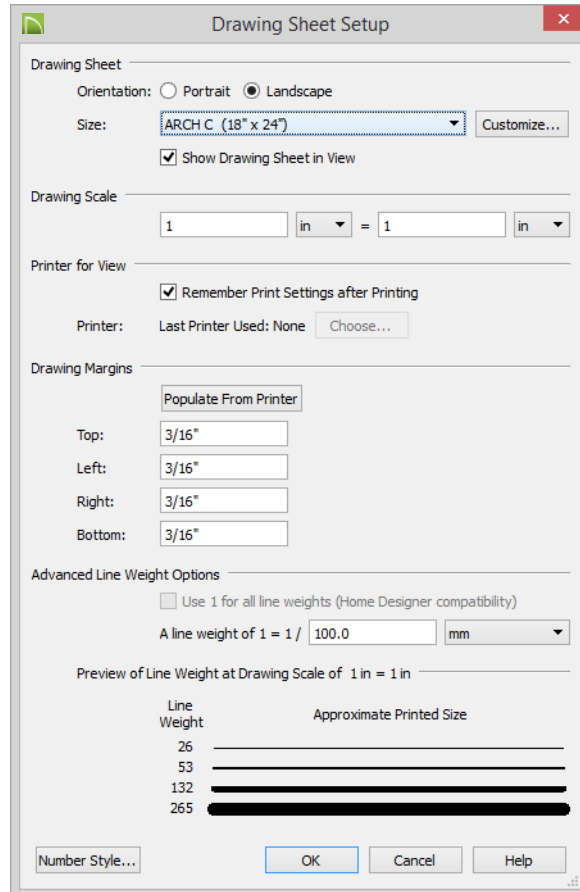 Drawing Sheet Setup
Drawing Sheet
Orientation: Portrait Landscape
Size: ARCH C (18" x 24") Customize...
Show Drawing Sheet in View
Drawing Scale
1 in = 1 in
Printer for View
Remember Print Settings after Printing
Printer: Last Printer Used: None Choose...
Drawing Margins
Populate From Printer
Top: 3/16"
Left: 3/16"
Right: 3/16"
Bottom: 3/16"
Advanced Line Weight Options
Use 1 for all line weights (Home Designer compatibility)
A line weight of 1 = 1 / 100.0 mm
Preview of Line Weight at Drawing Scale of 1 in = 1 in
Line Weight Approximate Printed Size
26
53
132
265
Number Style... OK Cancel Help